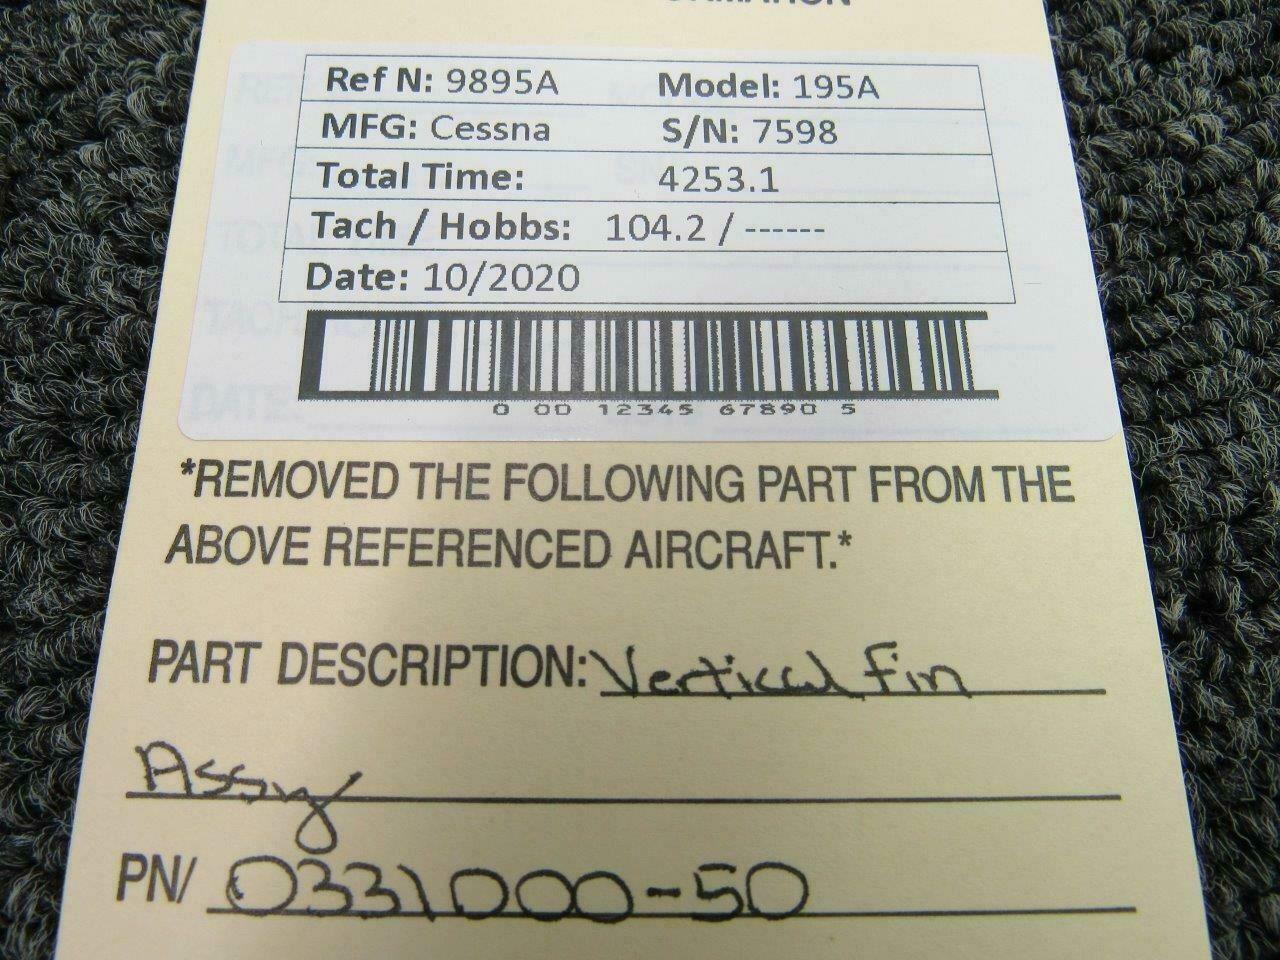 Ref N: 9895A Model: 195A
MFG: Cessna S/N: 7598
Total Time: 4253.1
Tach / Hobbs: 104.2 / ------
Date: 10/2020
0 00 12345 67890 5
*REMOVED THE FOLLOWING PART FROM THE
ABOVE REFERENCED AIRCRAFT.*
PART DESCRIPTION: Vertical Fin
Assy
PN/ 0331000-50